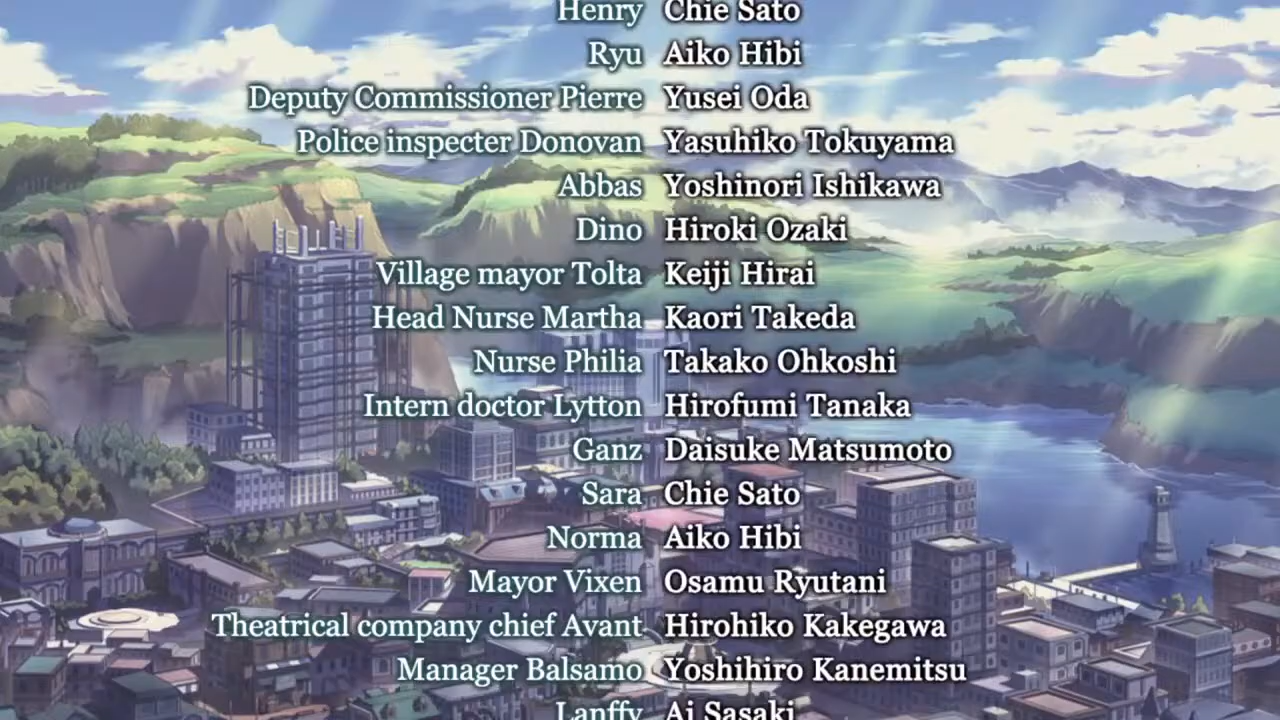 Henry Chie Sato
Ryu Aiko Hibi
Deputy Commissioner Pierre Yusei Oda
Police inspecter Donovan Yasuhiko Tokuyama
Abbas Yoshinori Ishikawa
Dino Hiroki Ozaki
Village mayor Tolta Keiji Hirai
Head Nurse Martha Kaori Takeda
Nurse Philia Takako Ohkoshi
Intern doctor Lytton Hirofumi Tanaka
Ganz Daisuke Matsumoto
Sara Chie Sato
Norma Aiko Hibi
Mayor Vixen Osamu Ryutani
Theatrical company chief Avant Hirohiko Kakegawa
Manager Balsamo Yoshihiro Kanemitsu
Lanffy Ai Sasaki